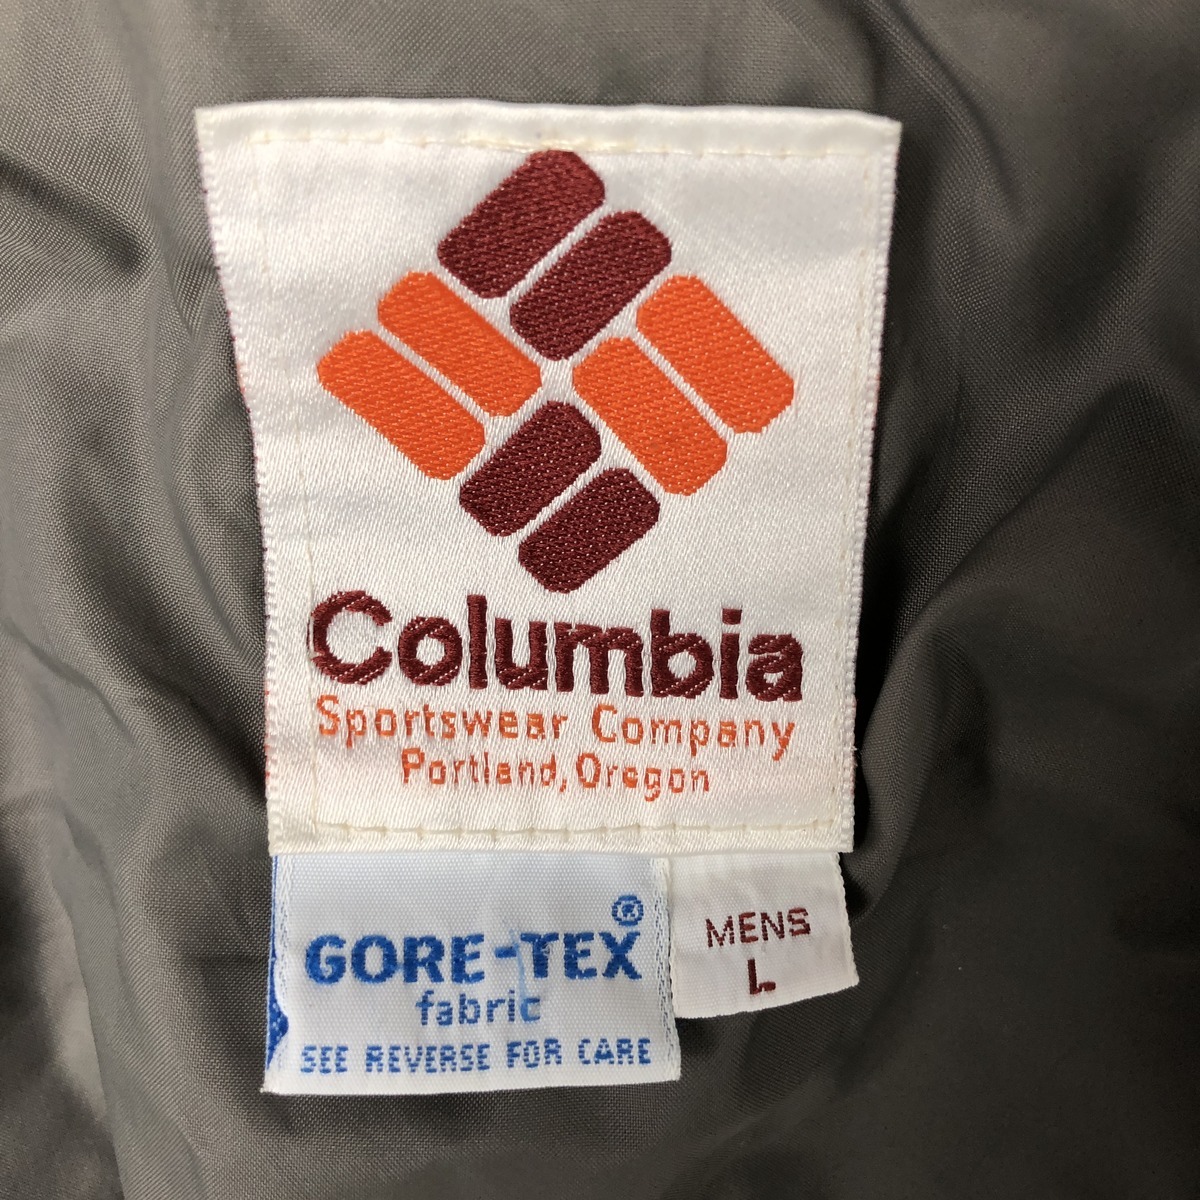 Columbia
Sportswear Company
Portland, Oregon
GORE-TEX®
fabric
SEE REVERSE FOR CARE
MENS
L